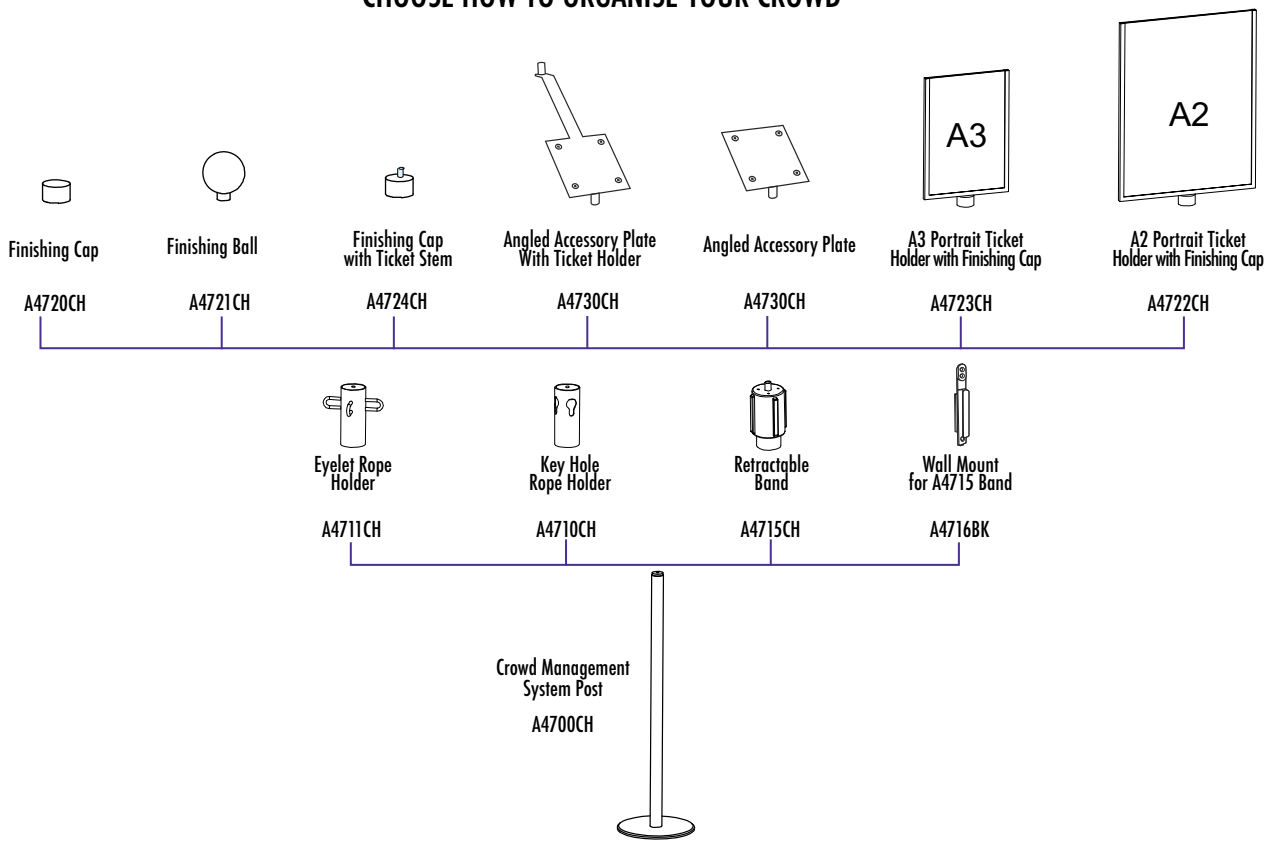 CHOOSE HOW TO ORGANISE YOUR CROWD
A3
A2
Finishing Cap
Finishing Ball
Finishing Cap
with Ticket Stem
Angled Accessory Plate
With Ticket Holder
Angled Accessory Plate
A3 Portrait Ticket
Holder with Finishing Cap
A2 Portrait Ticket
Holder with Finishing Cap
A4720CH
A4721CH
A4724CH
A4730CH
A4730CH
A4723CH
A4722CH
Eyelet Rope
Holder
Key Hole
Rope Holder
Retractable
Band
Wall Mount
for A4715 Band
A4711CH
A4710CH
A4715CH
A4716BK
Crowd Management
System Post
A4700CH